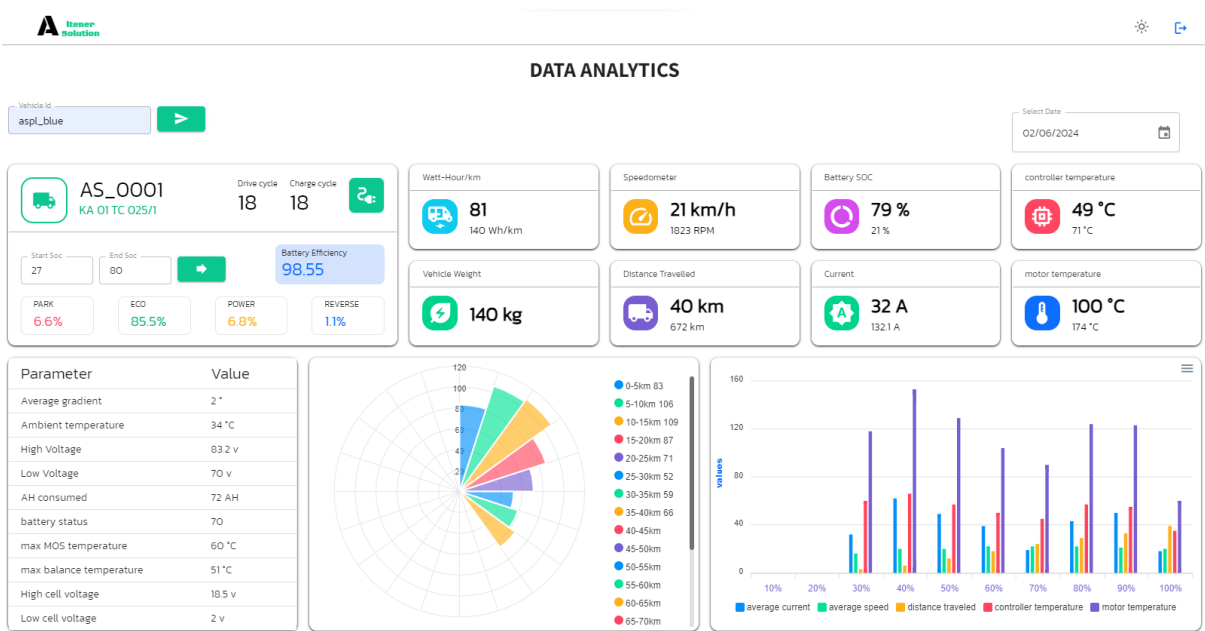 A ltener
Solution
DATA ANALYTICS
Vehicle Id
aspl_blue
Select Date
02/06/2024
AS_0001
KA 01 TC 025/1
Drive cycle
18
Charge cycle
18
Start Soc
27
End Soc
80
Battery Efficiency
98.55
PARK
6.6%
ECO
85.5%
POWER
6.8%
REVERSE
1.1%
Watt-Hour/km
81
140 Wh/km
Speedometer
21 km/h
1823 RPM
Battery SOC
79 %
21 %
controller temperature
49 °C
71 °C
Vehicle Weight
140 kg
Distance Travelled
40 km
672 km
Current
A
32 A
132.1 A
motor temperature
100 °C
174 °C
Parameter Value
Average gradient 2 °
Ambient temperature 34 °C
High Voltage 83.2 v
Low Voltage 70 v
AH consumed 72 AH
battery status 70
max MOS temperature 60 °C
max balance temperature 51 °C
High cell voltage 18.5 v
Low cell voltage 2 v
120
100
80
60
40
20
0-5km 83
5-10km 106
10-15km 109
15-20km 87
20-25km 71
25-30km 52
30-35km 59
35-40km 66
40-45km
45-50km
50-55km
55-60km
60-65km
65-70km
160
120
80
40
0
values
10% 20% 30% 40% 50% 60% 70% 80% 90% 100%
average current average speed distance traveled controller temperature motor temperature